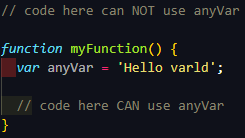 // code here can NOT use anyVar
function myFunction() {
var anyVar = 'Hello varld';
// code here CAN use anyVar
}